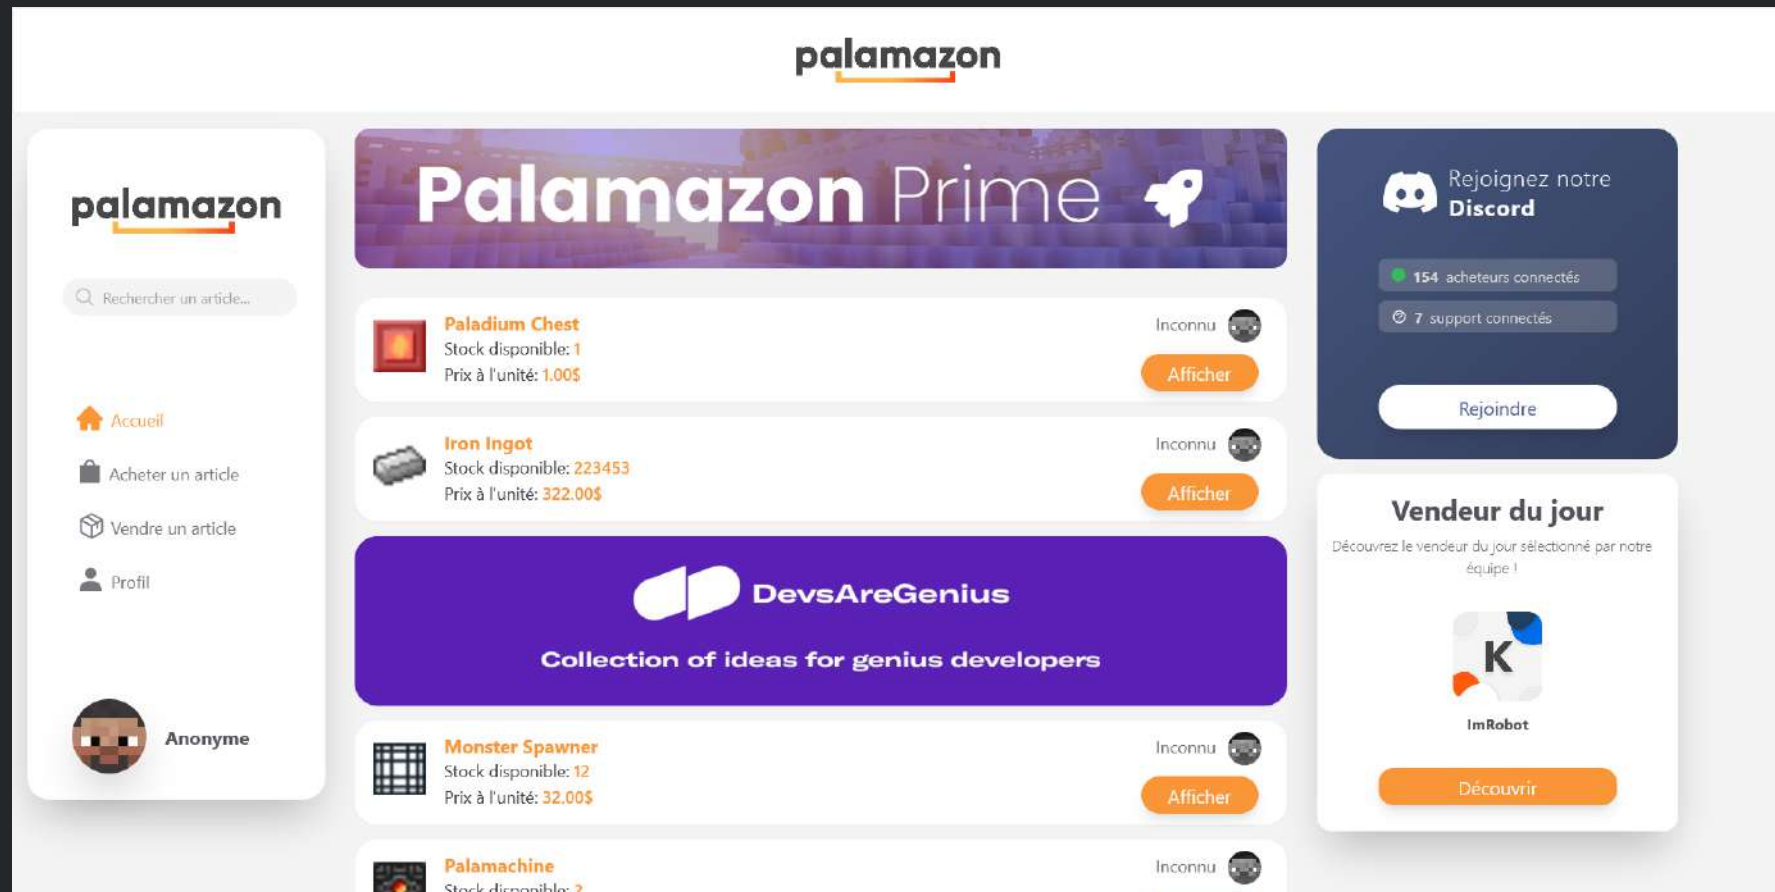 palamazon
palamazon
Rechercher un article...
Accueil
Acheter un article
Vendre un article
Profil
Anonyme
Palamazon Prime
Paladium Chest
Stock disponible: 1
Prix à l'unité: 1.00$
Inconnu
Afficher
Iron Ingot
Stock disponible: 223453
Prix à l'unité: 322.00$
Inconnu
Afficher
DevsAreGenius
Collection of ideas for genius developers
Monster Spawner
Stock disponible: 12
Prix à l'unité: 32.00$
Inconnu
Afficher
Palamachine
Stock disponible: 2
Inconnu
Rejoignez notre
Discord
154 acheteurs connectés
7 support connectés
Rejoindre
Vendeur du jour
Découvrez le vendeur du jour sélectionné par notre
équipe !
K
ImRobot
Découvrir